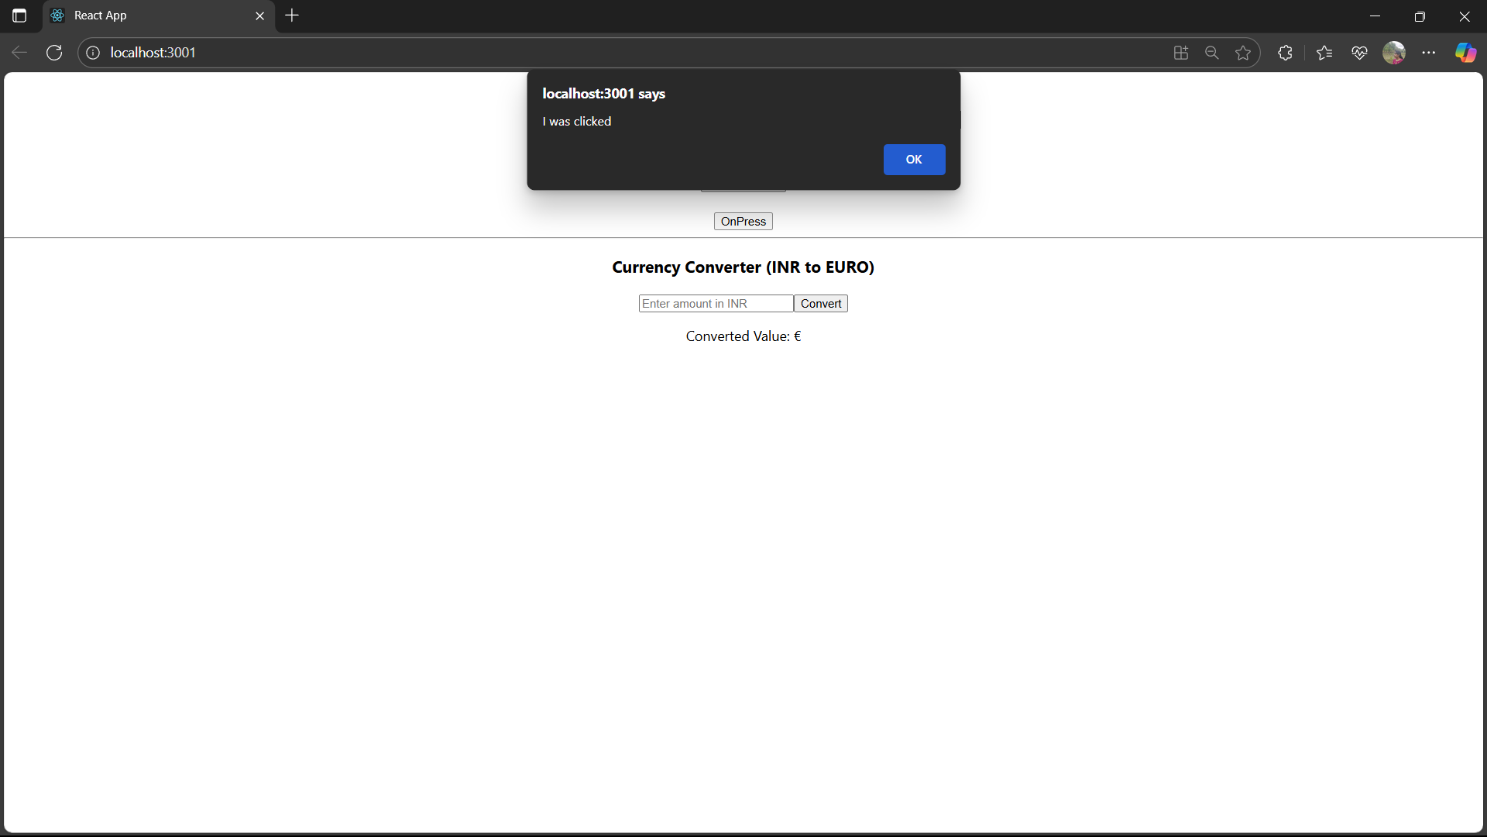 React App
localhost:3001
localhost:3001 says
I was clicked
OK
OnPress
Currency Converter (INR to EURO)
Enter amount in INR
Convert
Converted Value: €